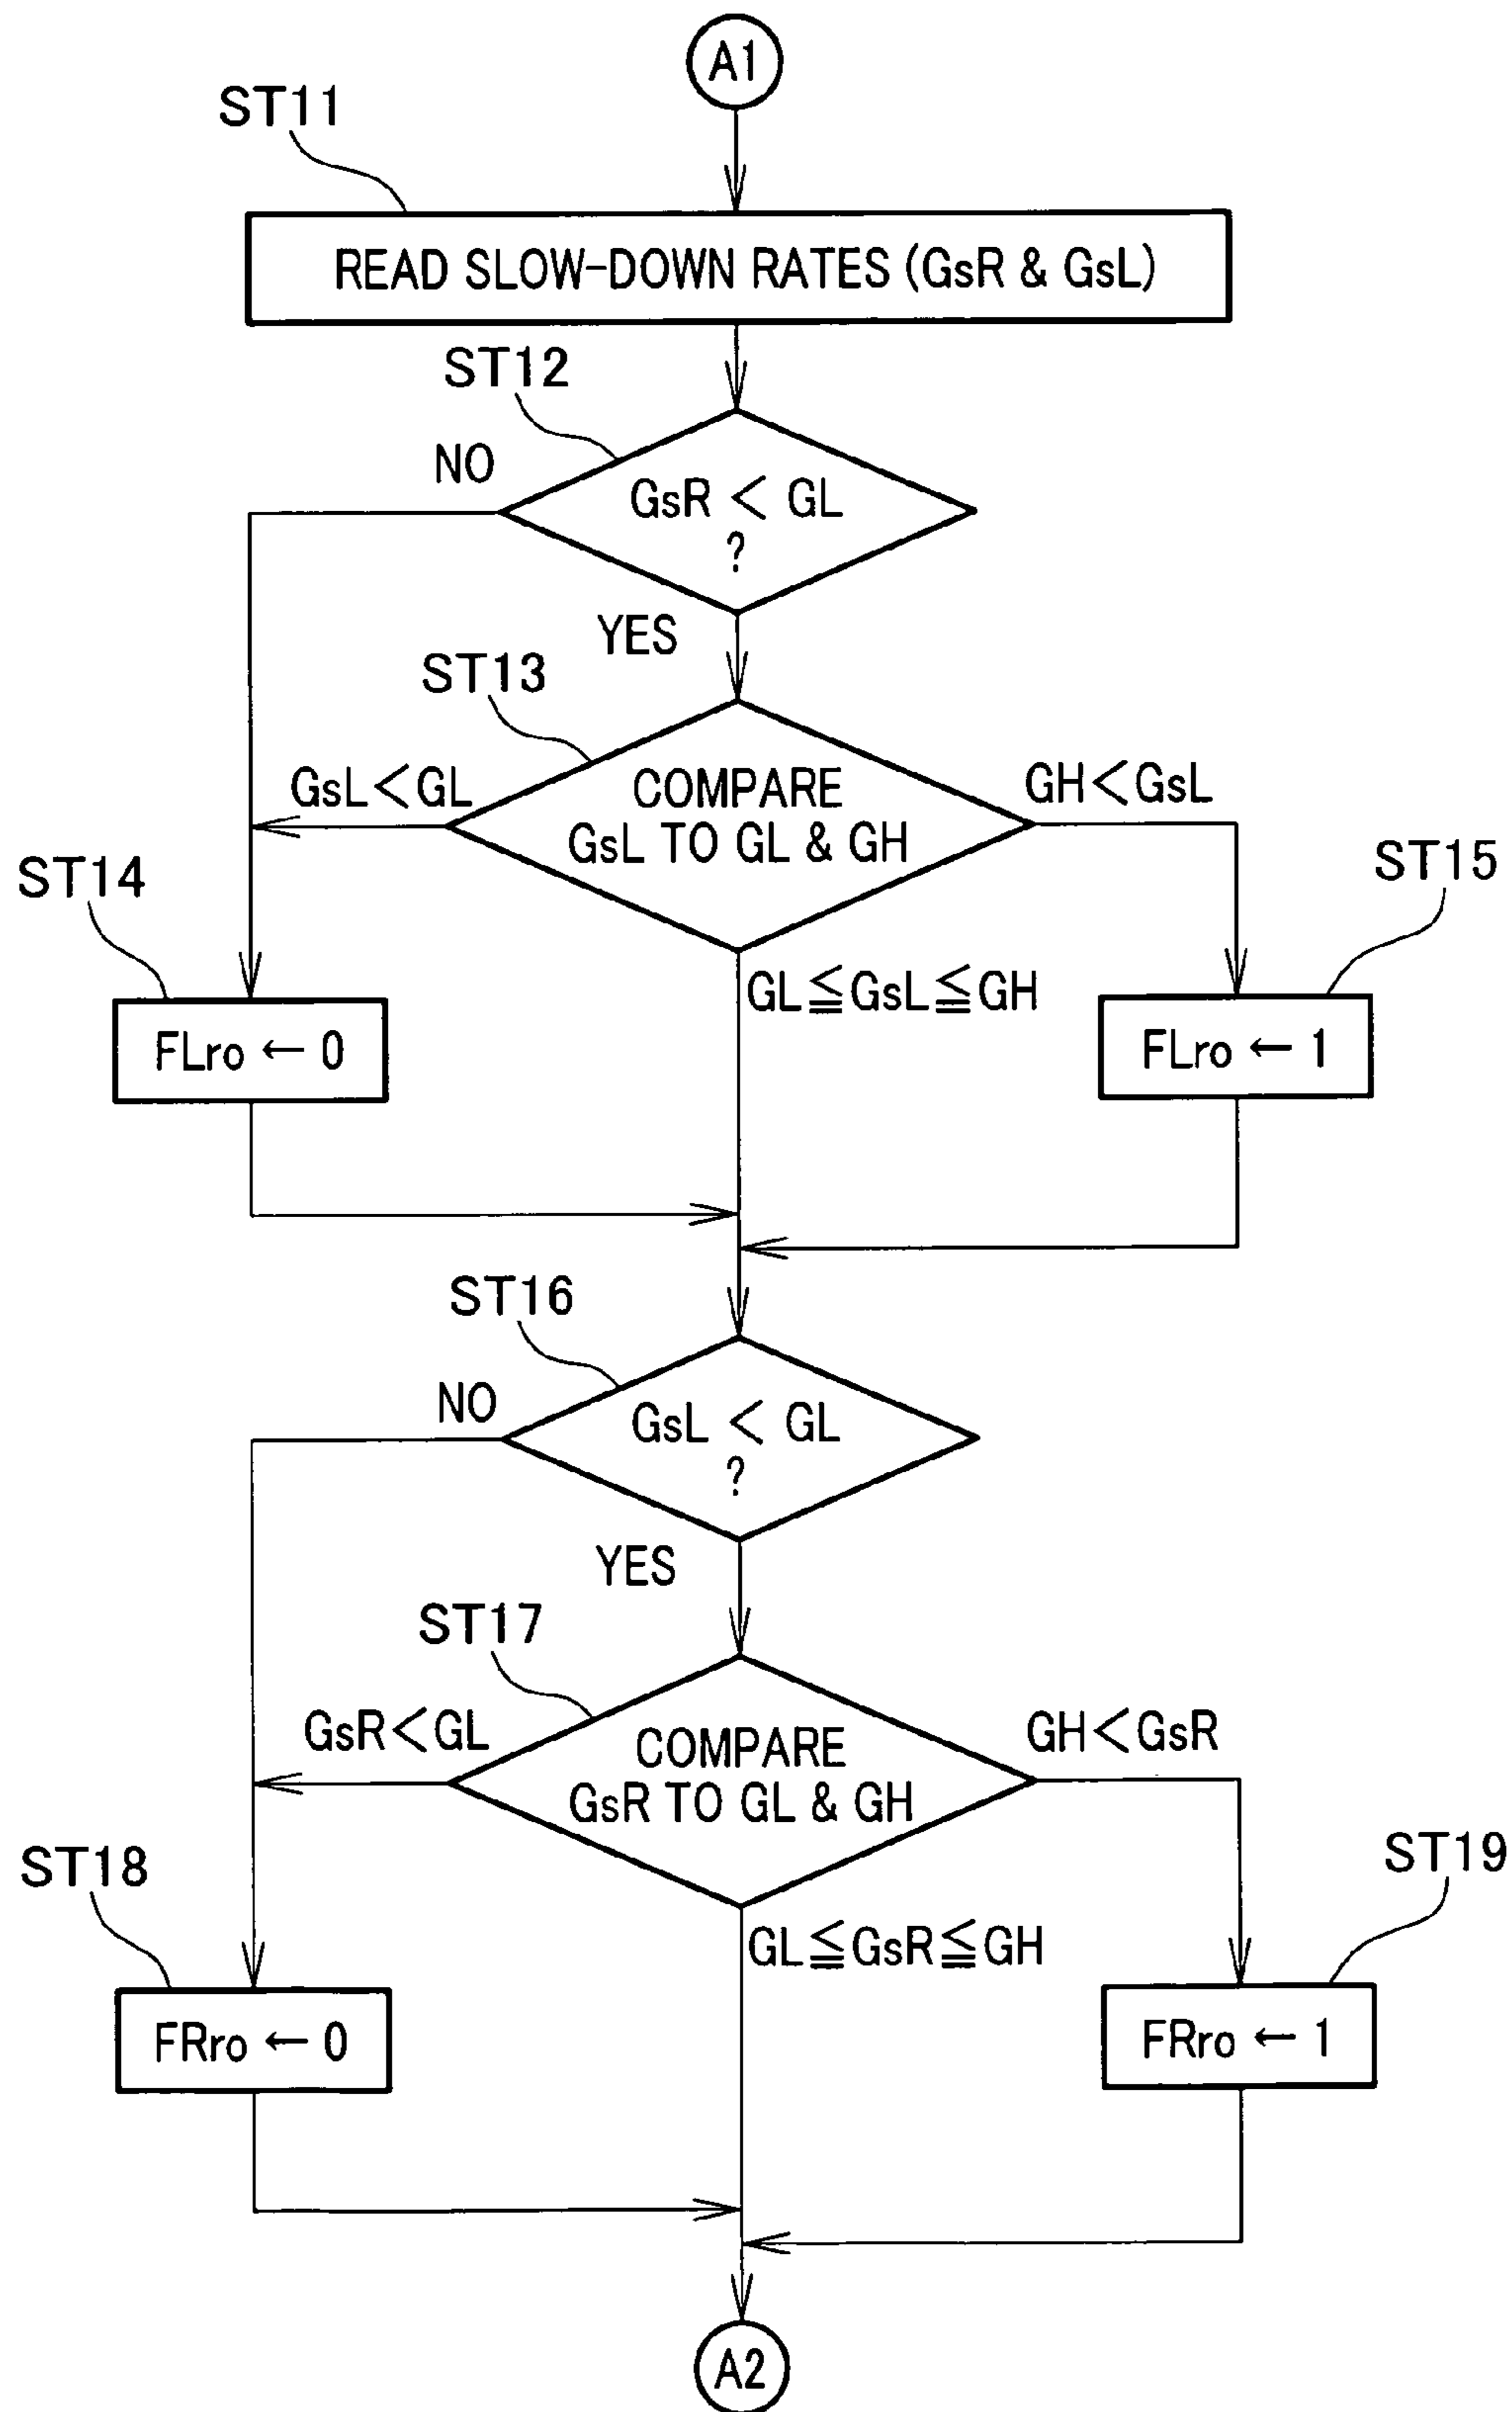 A1
ST11
READ SLOW-DOWN RATES (GsR & GsL)
ST12
NO
GsR < GL
?
YES
ST13
GsL<GL
COMPARE
GsL TO GL & GH
GH<GsL
ST14
ST15
GL≦GsL≦GH
FLro ← 0
FLro ← 1
ST16
NO
GsL < GL
?
YES
ST17
GsR<GL
COMPARE
GsR TO GL & GH
GH<GsR
ST18
ST19
GL≦GsR≦GH
FRro ← 0
FRro ← 1
A2